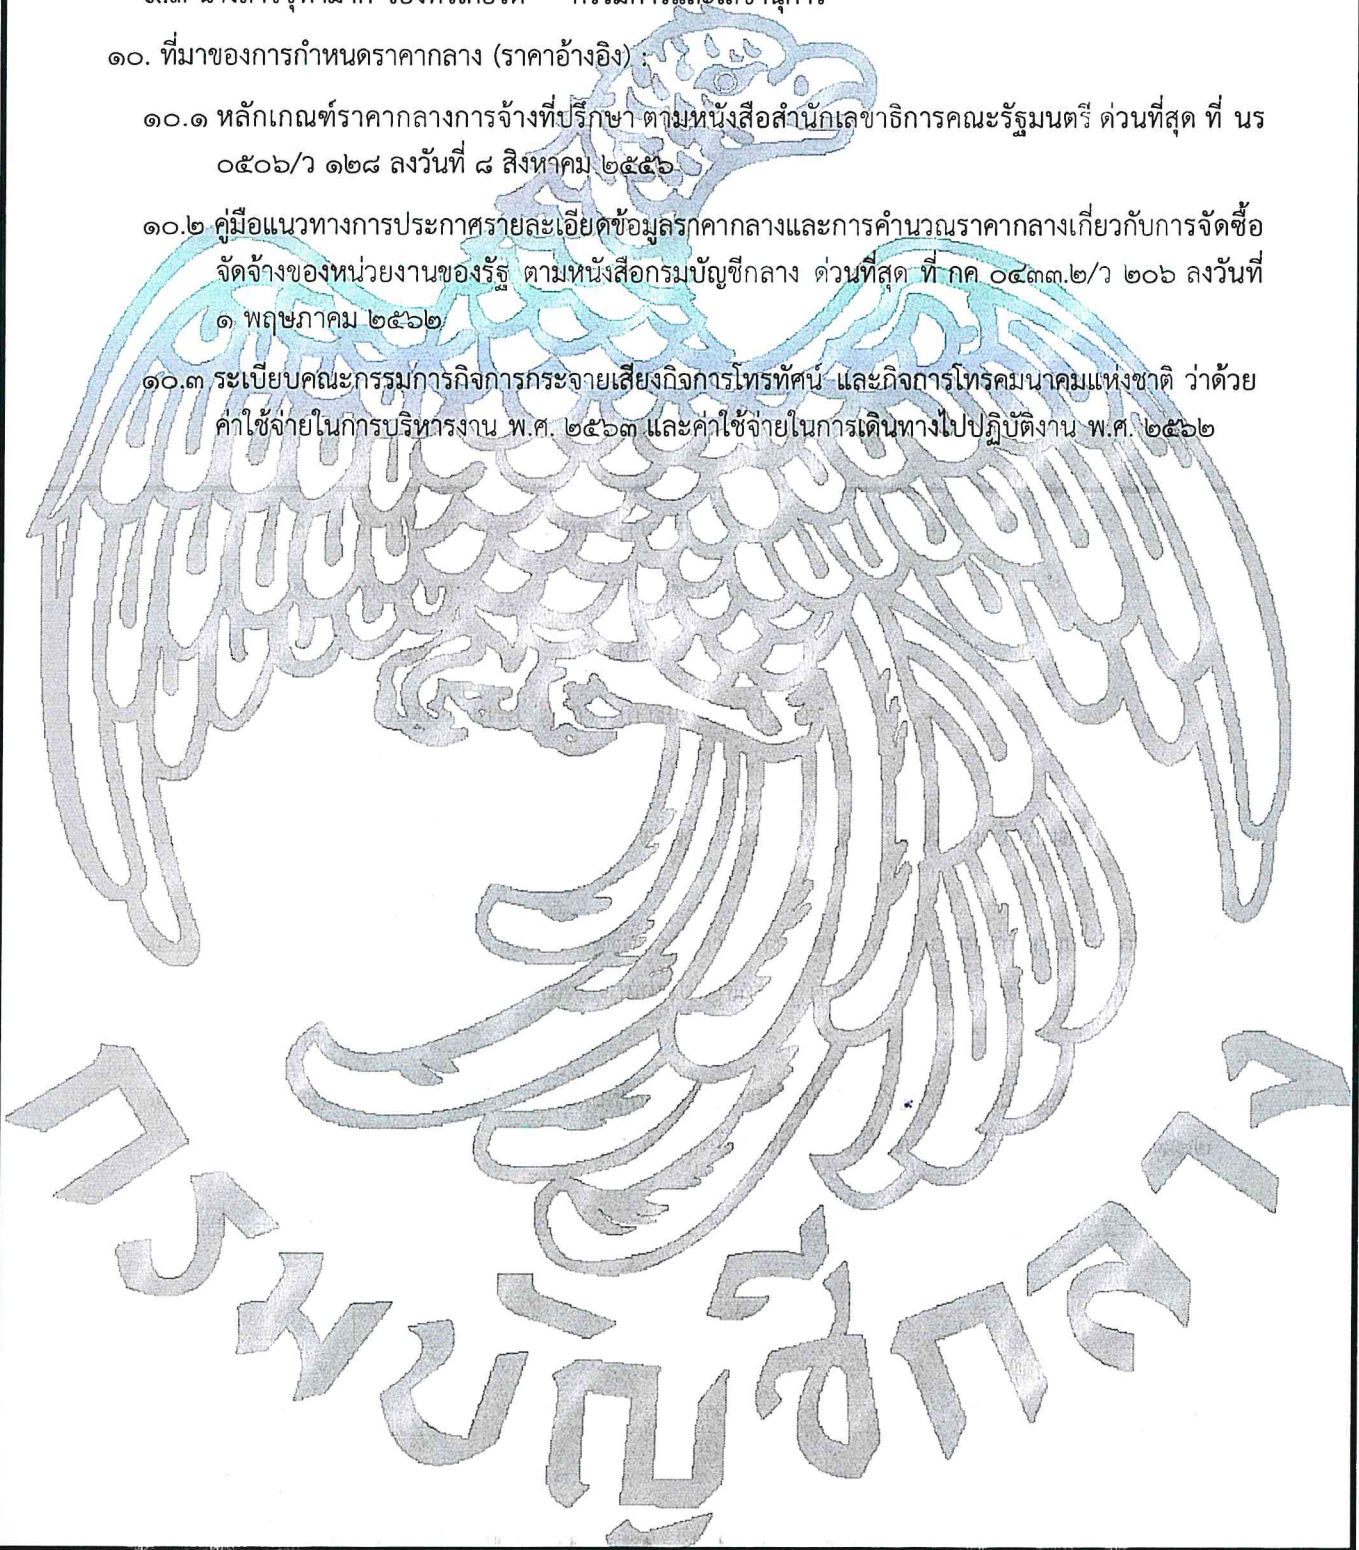 ๑๐. ที่มาของการกำหนดราคากลาง (ราคาอ้างอิง) :
๑๐.๑ หลักเกณฑ์ราคากลางการจ้างที่ปรึกษา ตามหนังสือสำนักเลขาธิการคณะรัฐมนตรี ด่วนที่สุด ที่ นร
๐๕๐๖/ว ๑๒๘ ลงวันที่ ๘ สิงหาคม ๒๕๕๖
๑๐.๒ คู่มือแนวทางการประกาศรายละเอียดข้อมูลราคากลางและการคำนวณราคากลางเกี่ยวกับการจัดซื้อ
จัดจ้างของหน่วยงานของรัฐ ตามหนังสือกรมบัญชีกลาง ด่วนที่สุด ที่ กค ๐๔๓๓.๒/ว ๒๐๖ ลงวันที่
๑ พฤษภาคม ๒๕๖๒
๑๐.๓ ระเบียบคณะกรรมการกิจการกระจายเสียงกิจการโทรทัศน์ และกิจการโทรคมนาคมแห่งชาติ ว่าด้วย
ค่าใช้จ่ายในการบริหารงาน พ.ศ. ๒๕๖๓ และค่าใช้จ่ายในการเดินทางไปปฏิบัติงาน พ.ศ. ๒๕๖๒
กรมบัญชีกลาง